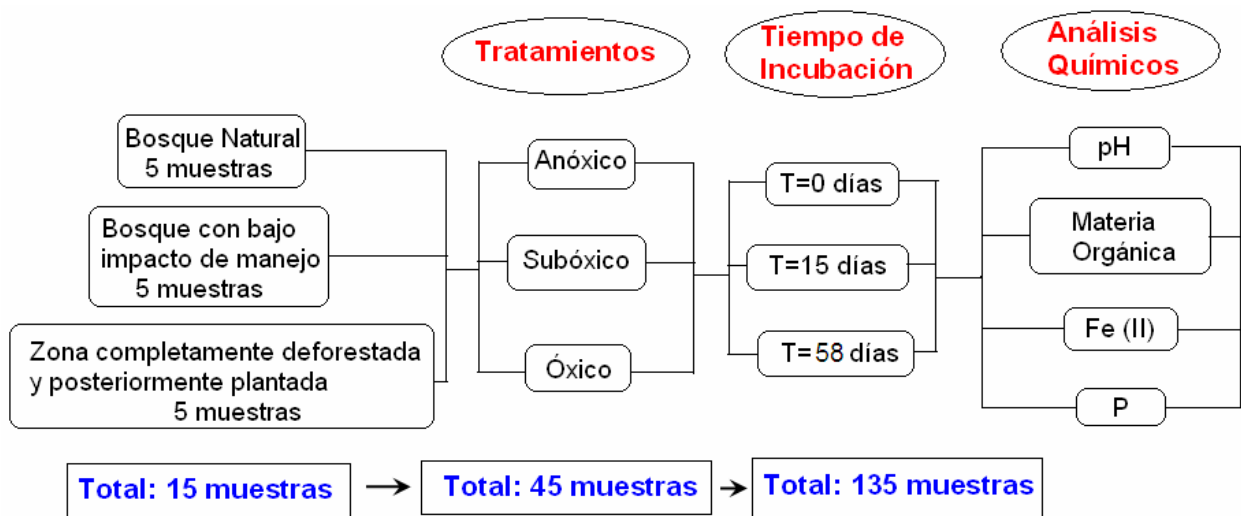 Tratamientos
Tiempo de
Incubación
Análisis
Químicos
Bosque Natural
5 muestras
Bosque con bajo
impacto de manejo
5 muestras
Zona completamente deforestada
y posteriormente plantada
5 muestras
Anóxico
Subóxico
Óxico
T=0 días
T=15 días
T=58 días
pH
Materia
Orgánica
Fe (II)
P
Total: 15 muestras
Total: 45 muestras
Total: 135 muestras